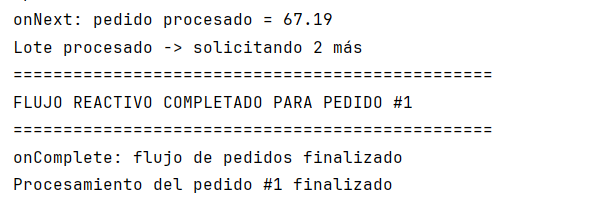 onNext: pedido procesado = 67.19
Lote procesado -> solicitando 2 más
================================================
FLUJO REACTIVO COMPLETADO PARA PEDIDO #1
================================================
onComplete: flujo de pedidos finalizado
Procesamiento del pedido #1 finalizado